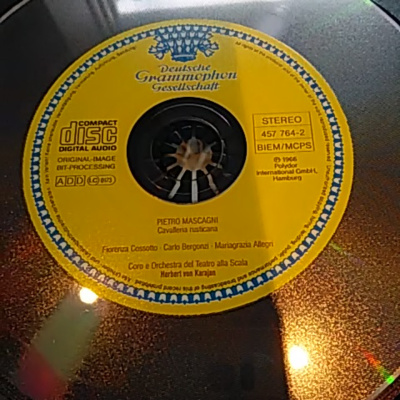 Deutsche
Grammophon
Gesellschaft
COMPACT
disc
DIGITAL AUDIO
ORIGINAL-IMAGE
BIT-PROCESSING
ADD
LC 0173
STEREO
457 764-2
BIEM/MCPS
℗ 1966
Polydor
International GmbH,
Hamburg
PIETRO MASCAGNI
Cavalleria rusticana
Fiorenza Cossotto · Carlo Bergonzi · Mariagrazia Allegri
Coro e Orchestra del Teatro alla Scala
Herbert von Karajan